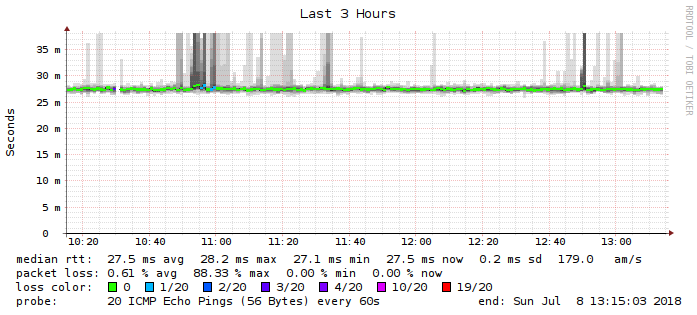 Last 3 Hours
RRDTOOL / TOBI OETIKER
Seconds
35 m
30 m
25 m
20 m
15 m
10 m
5 m
0
10:20 10:40 11:00 11:20 11:40 12:00 12:20 12:40 13:00
median rtt: 27.5 ms avg 28.2 ms max 27.1 ms min 27.5 ms now 0.2 ms sd 179.0 am/s
packet loss: 0.61 % avg 88.33 % max 0.00 % min 0.00 % now
loss color: 0 1/20 2/20 3/20 4/20 10/20 19/20
probe: 20 ICMP Echo Pings (56 Bytes) every 60s end: Sun Jul 8 13:15:03 2018